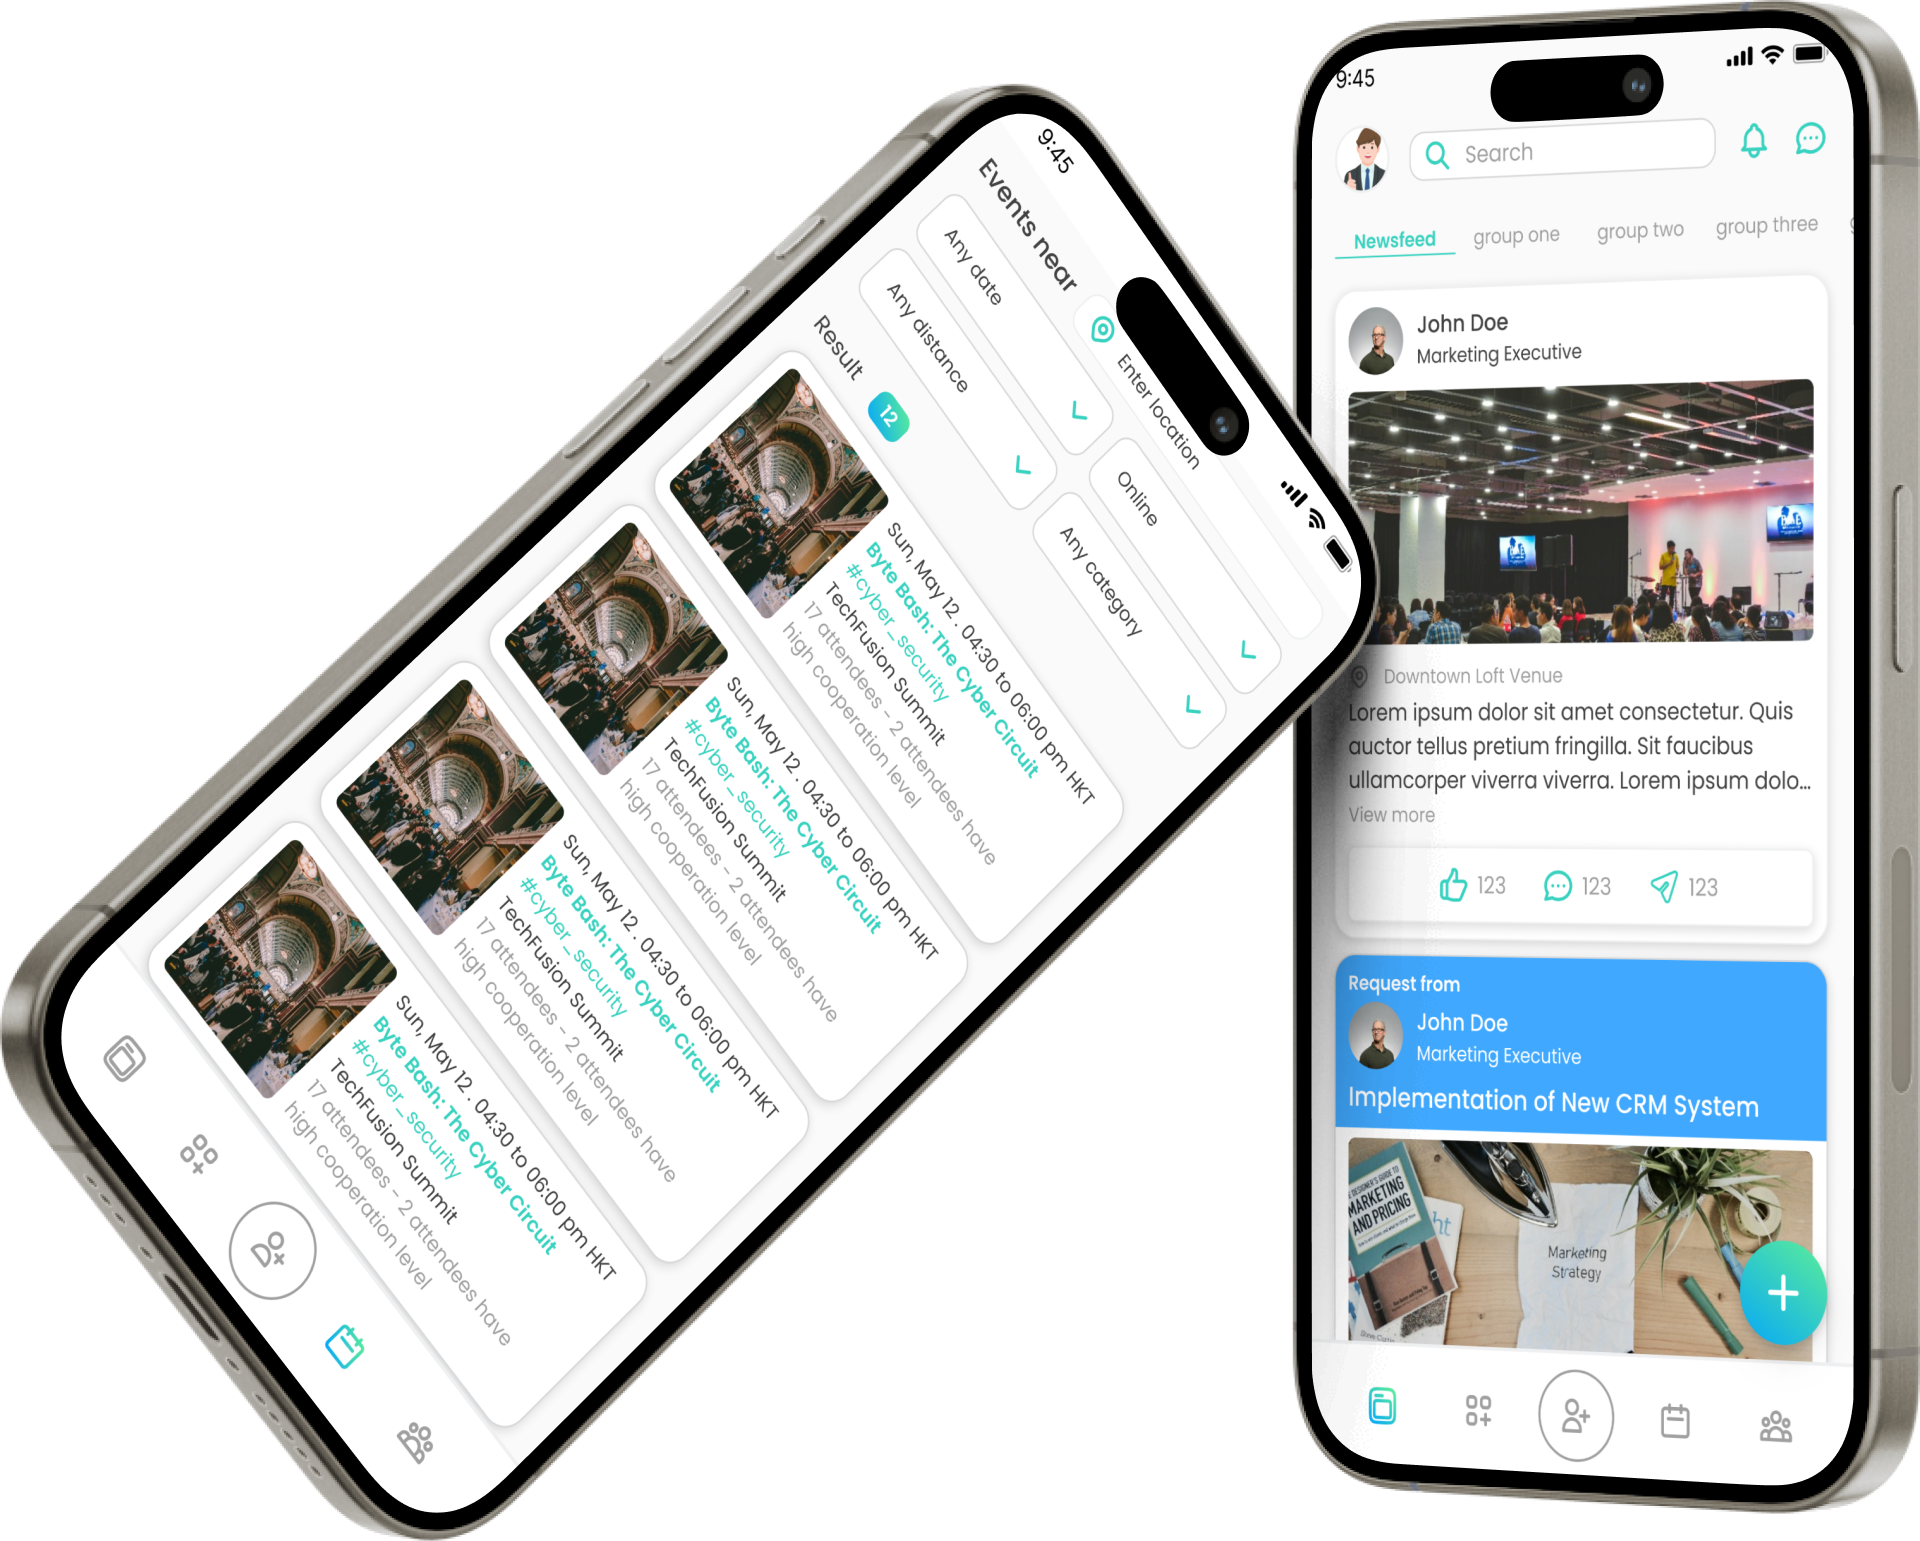 9:45
Events near
Enter location
Any date
Online
Any distance
Any category
Result 12
Sun, May 12 . 04:30 to 06:00 pm HKT
Byte Bash: The Cyber Circuit
#cyber_security
TechFusion Summit
17 attendees - 2 attendees have
high cooperation level
Sun, May 12 . 04:30 to 06:00 pm HKT
Byte Bash: The Cyber Circuit
#cyber_security
TechFusion Summit
17 attendees - 2 attendees have
high cooperation level
Sun, May 12 . 04:30 to 06:00 pm HKT
Byte Bash: The Cyber Circuit
#cyber_security
TechFusion Summit
17 attendees - 2 attendees have
high cooperation level
Sun, May 12 . 04:30 to 06:00 pm HKT
Byte Bash: The Cyber Circuit
#cyber_security
TechFusion Summit
17 attendees - 2 attendees have
high cooperation level
9:45
Search
Newsfeed group one group two group three
John Doe
Marketing Executive
Downtown Loft Venue
Lorem ipsum dolor sit amet consectetur. Quis
auctor tellus pretium fringilla. Sit faucibus
ullamcorper viverra viverra. Lorem ipsum dolo...
View more
123 123 123
Request from
John Doe
Marketing Executive
Implementation of New CRM System
DESIGNER'S GUIDE TO
MARKETING
AND PRICING
ht
Marketing
Strategy